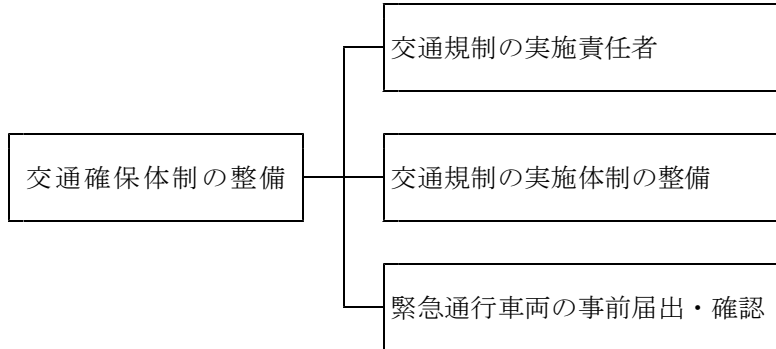 交通規制の実施責任者
交通確保体制の整備
交通規制の実施体制の整備
緊急通行車両の事前届出・確認